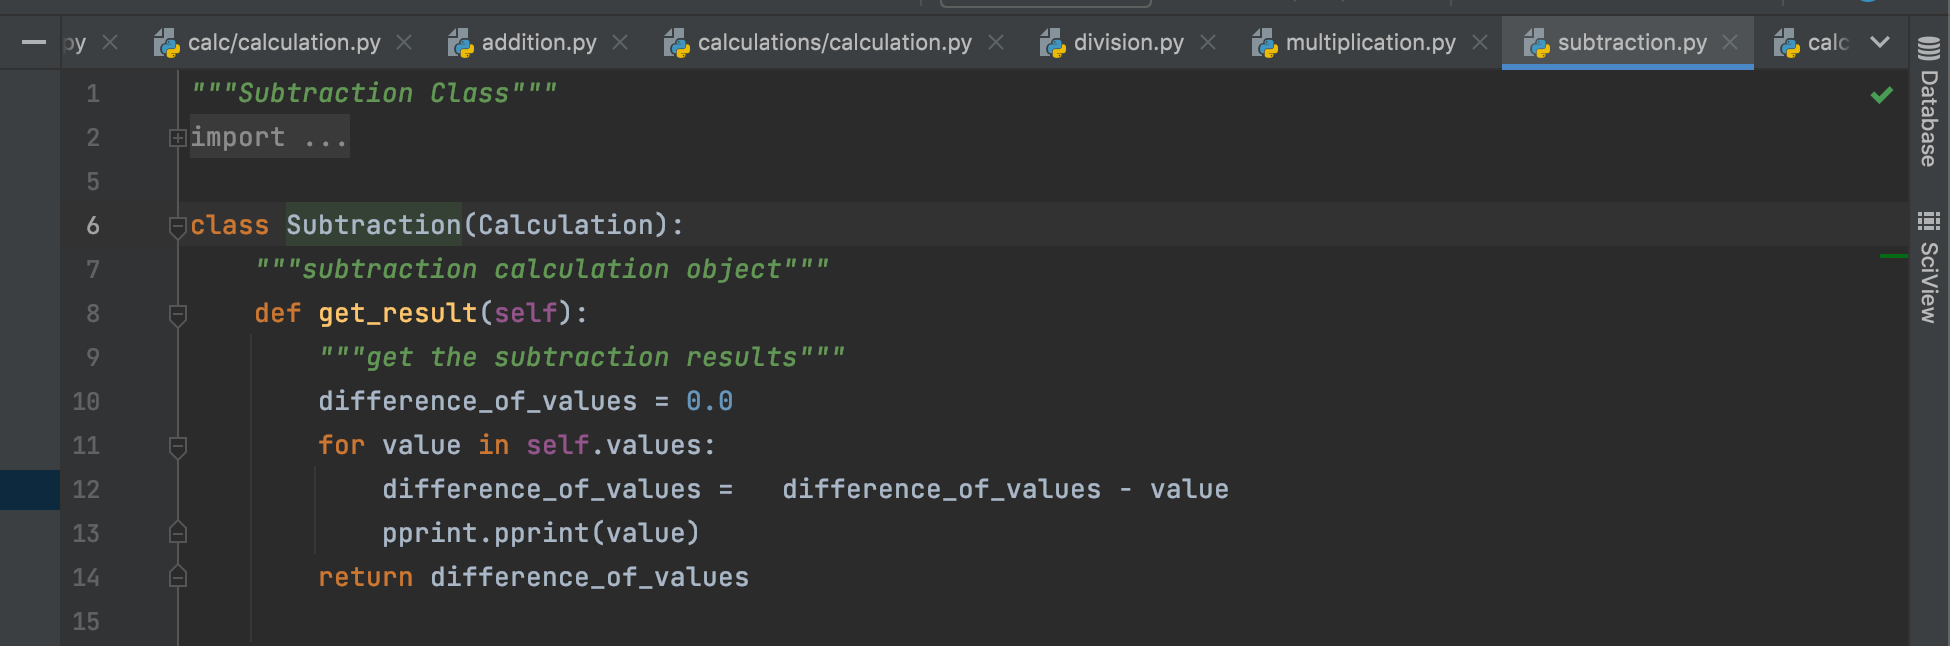 py calc/calculation.py addition.py calculations/calculation.py division.py multiplication.py subtraction.py calc
1 """Subtraction Class"""
2 import ...
5
6 class Subtraction(Calculation):
7 """subtraction calculation object"""
8 def get_result(self):
9 """get the subtraction results"""
10 difference_of_values = 0.0
11 for value in self.values:
12 difference_of_values =   difference_of_values - value
13 pprint.pprint(value)
14 return difference_of_values
15
Database
SciView